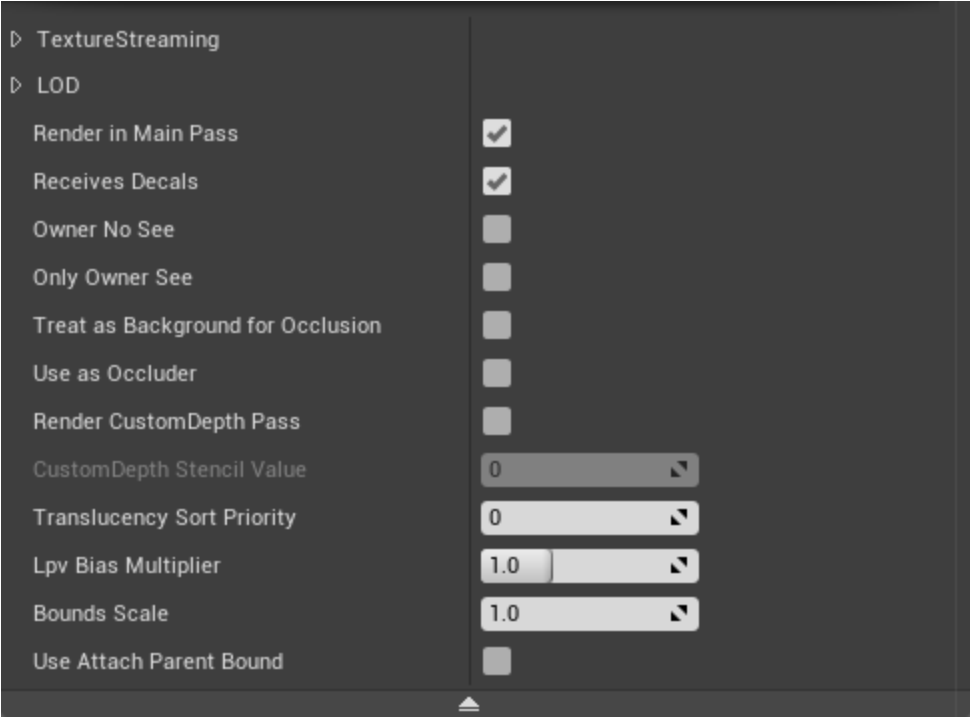 TextureStreaming
LOD
Render in Main Pass
Receives Decals
Owner No See
Only Owner See
Treat as Background for Occlusion
Use as Occluder
Render CustomDepth Pass
CustomDepth Stencil Value 0
Translucency Sort Priority 0
Lpv Bias Multiplier 1.0
Bounds Scale 1.0
Use Attach Parent Bound